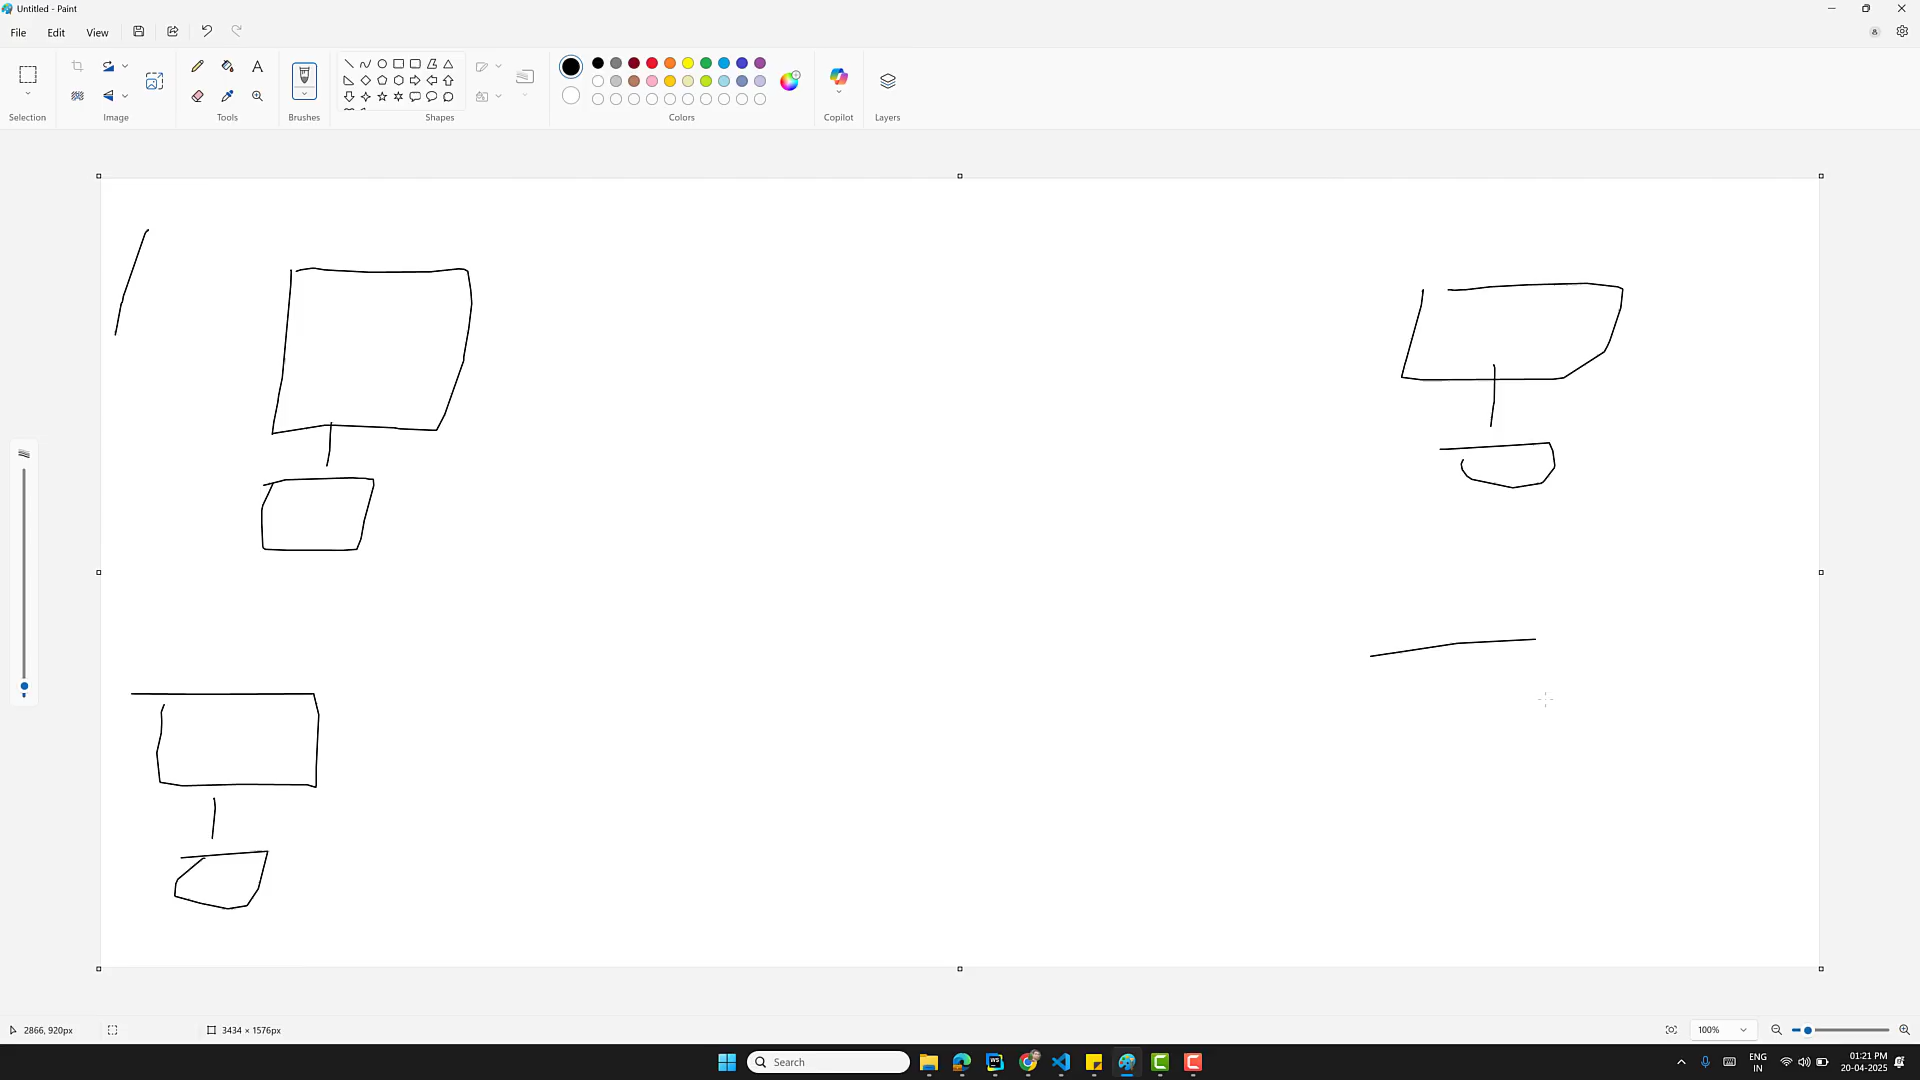 Untitled - Paint
File Edit View
Selection Image Tools Brushes Shapes Colors Copilot Layers
2866, 920px 3434 × 1576px 100%
Search
WS
ENG
IN
01:21 PM
20-04-2025